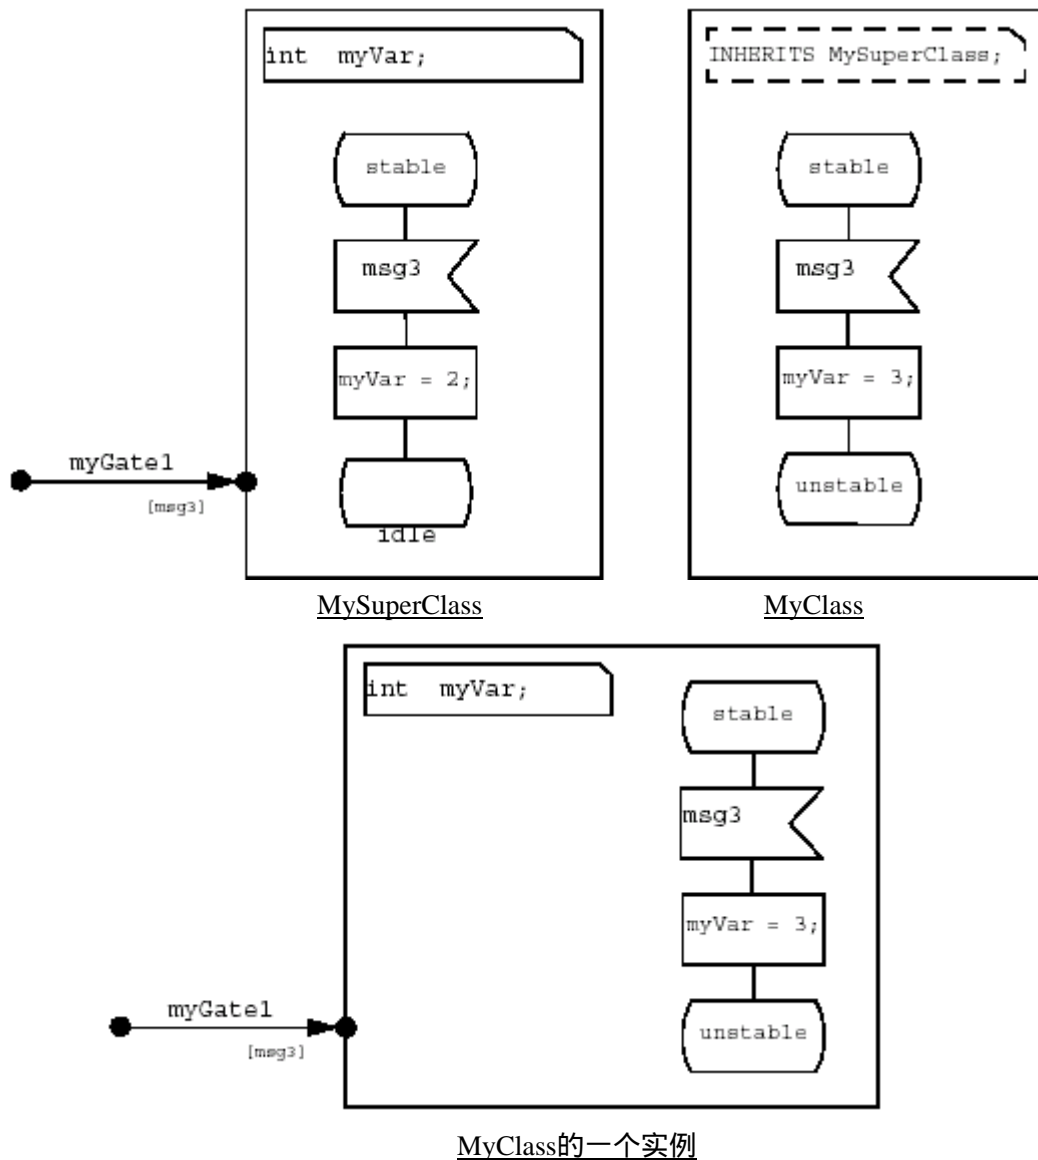 int  myVar;
stable
msg3
myVar = 2;
idle
myGate1
[msg3]
MySuperClass
INHERITS MySuperClass;
stable
msg3
myVar = 3;
unstable
MyClass
int  myVar;
stable
msg3
myVar = 3;
unstable
myGate1
[msg3]
MyClass的一个实例